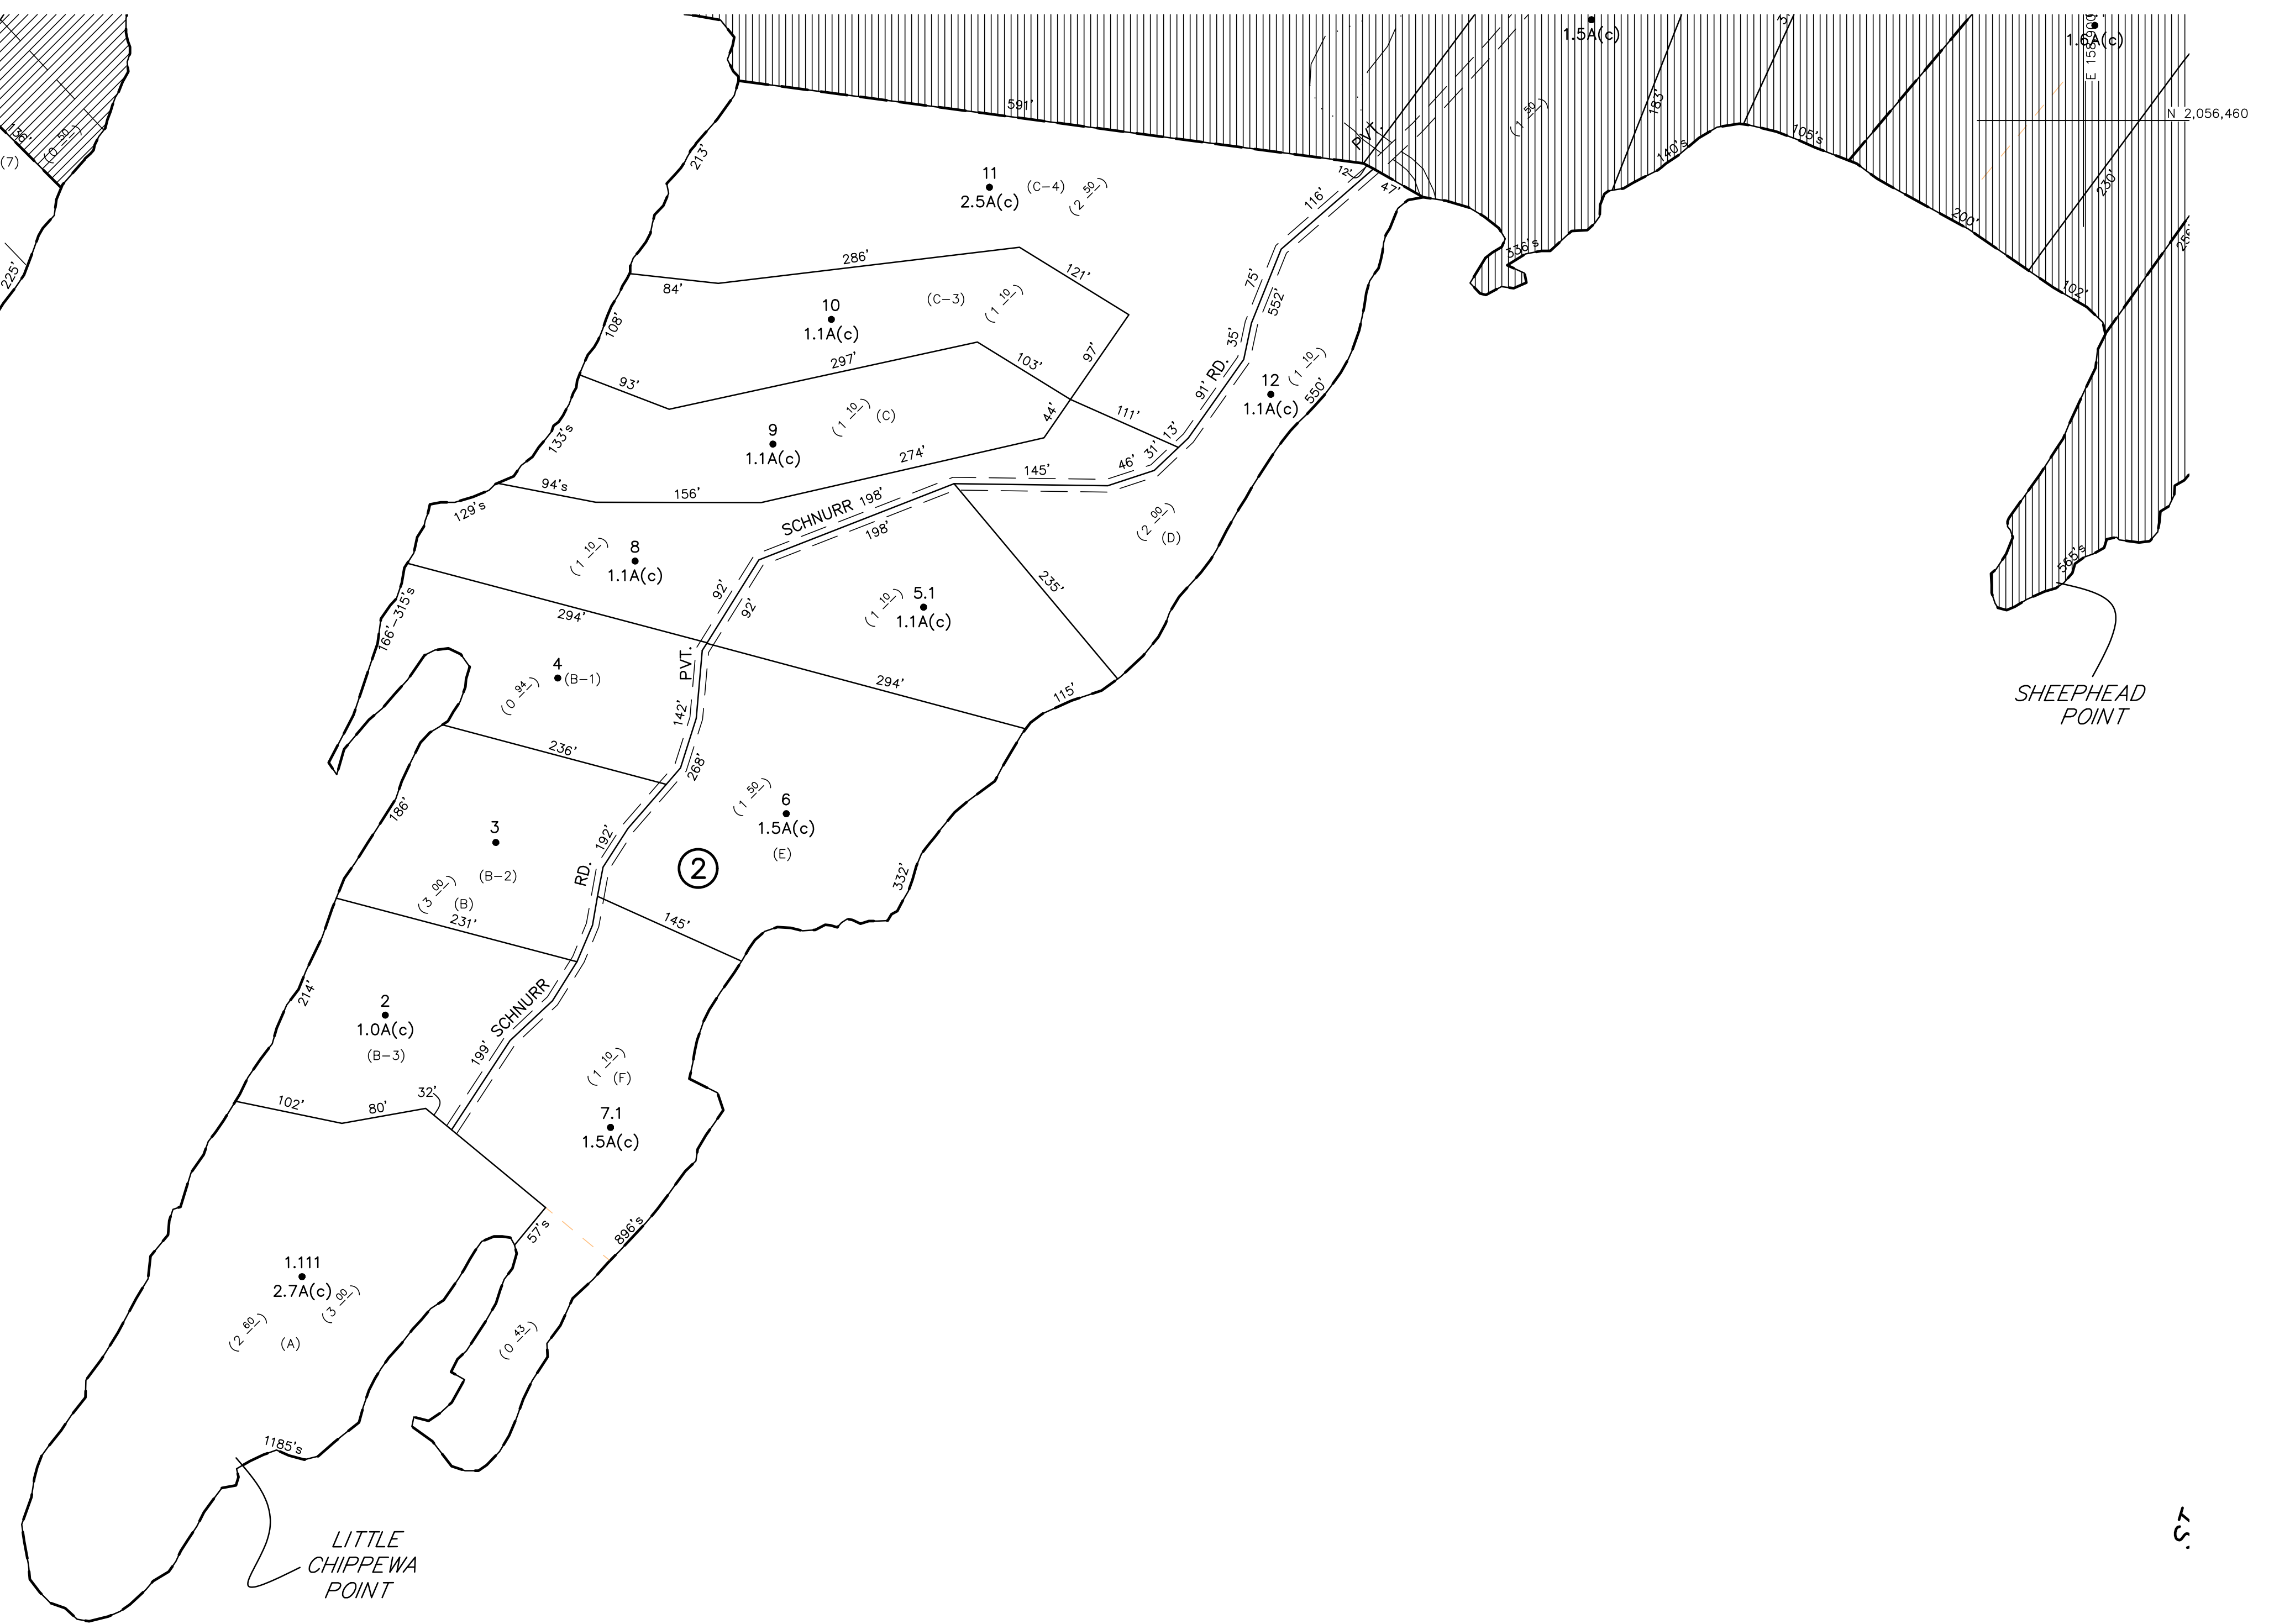 1.5A(c)
1.6A(c)
E 158,900
N 2,056,460
136'
(0 50)
(7)
225'
591'
213'
PVT.
(1 50)
183'
140's
105's
230'
200'
102'
336's
565's
SHEEPHEAD
POINT
11
2.5A(c)
(C-4)
(2 50)
12'
47'
116'
286'
84'
121'
75'
552'
10
1.1A(c)
(C-3)
(1 10)
108'
97'
35'
RD.
91'
297'
93'
103'
12
1.1A(c)
(1 10)
550'
9
1.1A(c)
(1 10)
(C)
44'
111'
13'
31'
46'
145'
133's
274'
94's
156'
129's
SCHNURR
198'
198'
(2 00)
(D)
8
1.1A(c)
(1 10)
92'
92'
235'
5.1
1.1A(c)
(1 10)
294'
166'-315's
PVT.
4
(B-1)
(0 94)
294'
115'
142'
236'
268'
6
1.5A(c)
(1 50)
(E)
186'
3
192'
2
(B-2)
(3 00)
(B)
RD.
332'
231'
145'
214'
SCHNURR
2
1.0A(c)
(B-3)
199'
(1 10)
(F)
32'
102'
80'
7.1
1.5A(c)
57's
896's
1.111
2.7A(c)
(3 00)
(2 60)
(A)
(0 43)
1185's
LITTLE
CHIPPEWA
POINT